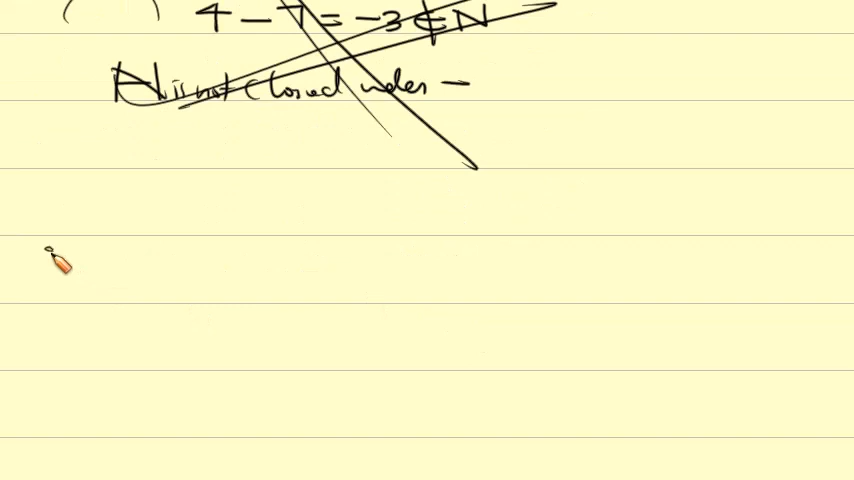 ( ) 4 - 7 = -3 ∉ N
N is not closed under -